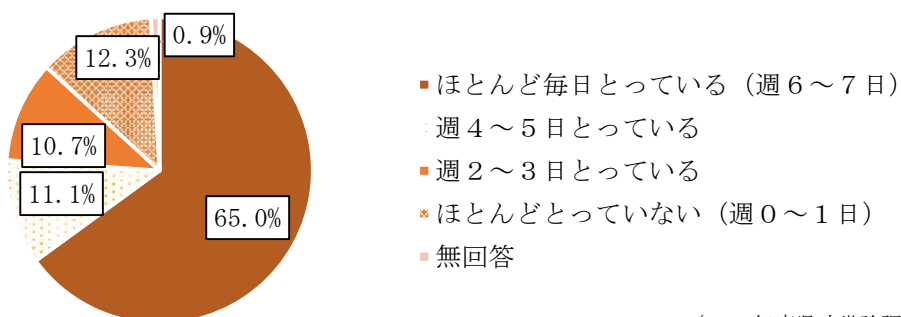 0.9%
12.3%
10.7%
11.1%
65.0%
ほとんど毎日とっている（週６～７日）
週４～５日とっている
週２～３日とっている
ほとんどとっていない（週０～１日）
無回答